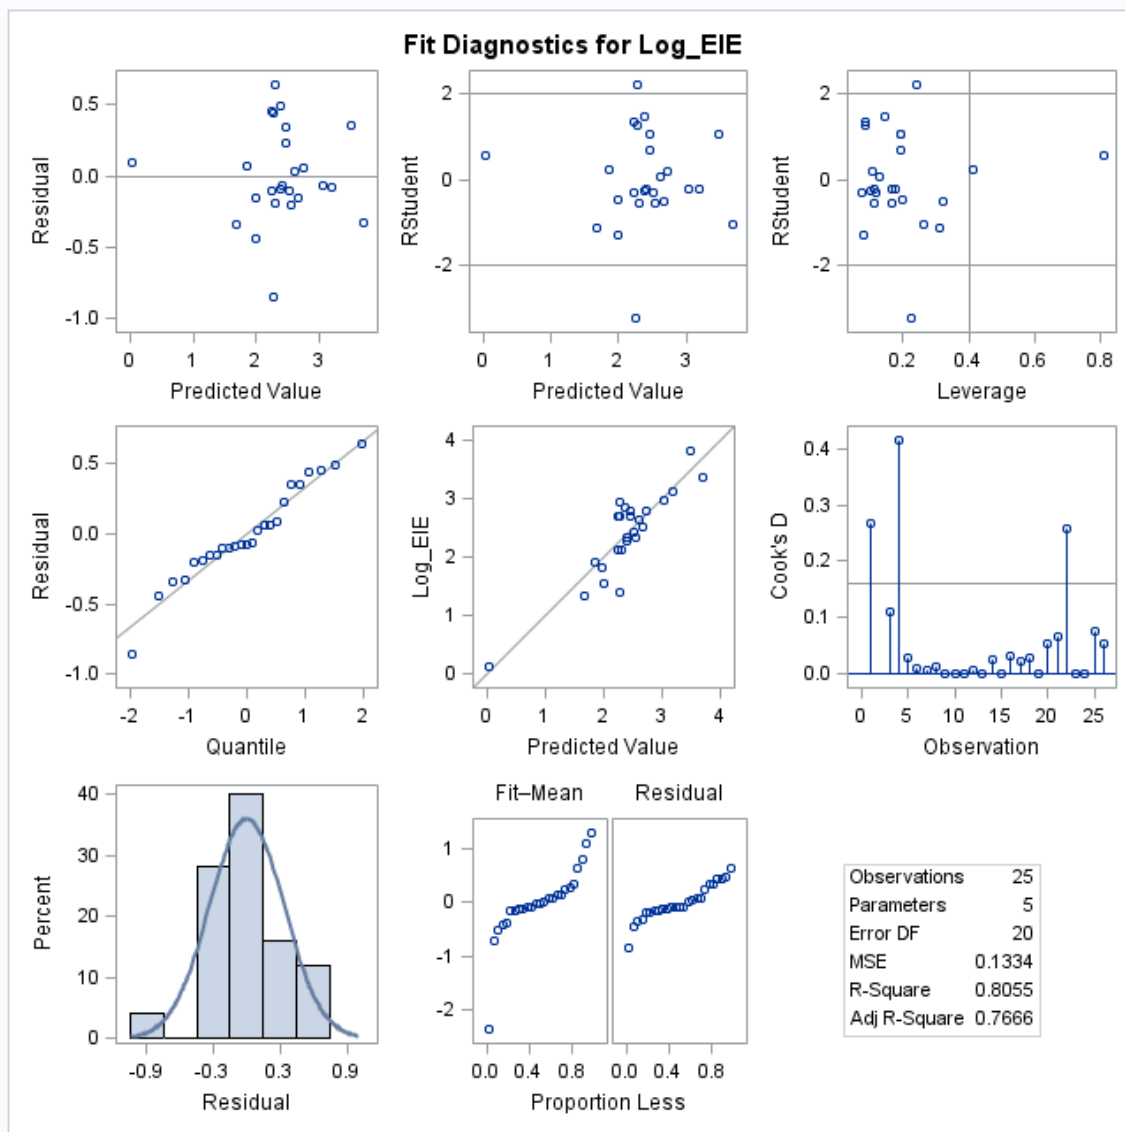 Fit Diagnostics for Log_EIE
0.5
0.0
-0.5
-1.0
Residual
0 1 2 3
Predicted Value
2
0
-2
RStudent
0 1 2 3
Predicted Value
2
0
-2
RStudent
0.2 0.4 0.6 0.8
Leverage
0.5
0.0
-0.5
-1.0
Residual
-2 -1 0 1 2
Quantile
4
3
2
1
0
Log_EIE
0 1 2 3 4
Predicted Value
0.4
0.3
0.2
0.1
0.0
Cook's D
0 5 10 15 20 25
Observation
40
30
20
10
0
Percent
-0.9 -0.3 0.3 0.9
Residual
Fit–Mean Residual
1
0
-1
-2
0.0 0.4 0.8 0.0 0.4 0.8
Proportion Less
Observations 25
Parameters 5
Error DF 20
MSE 0.1334
R-Square 0.8055
Adj R-Square 0.7666